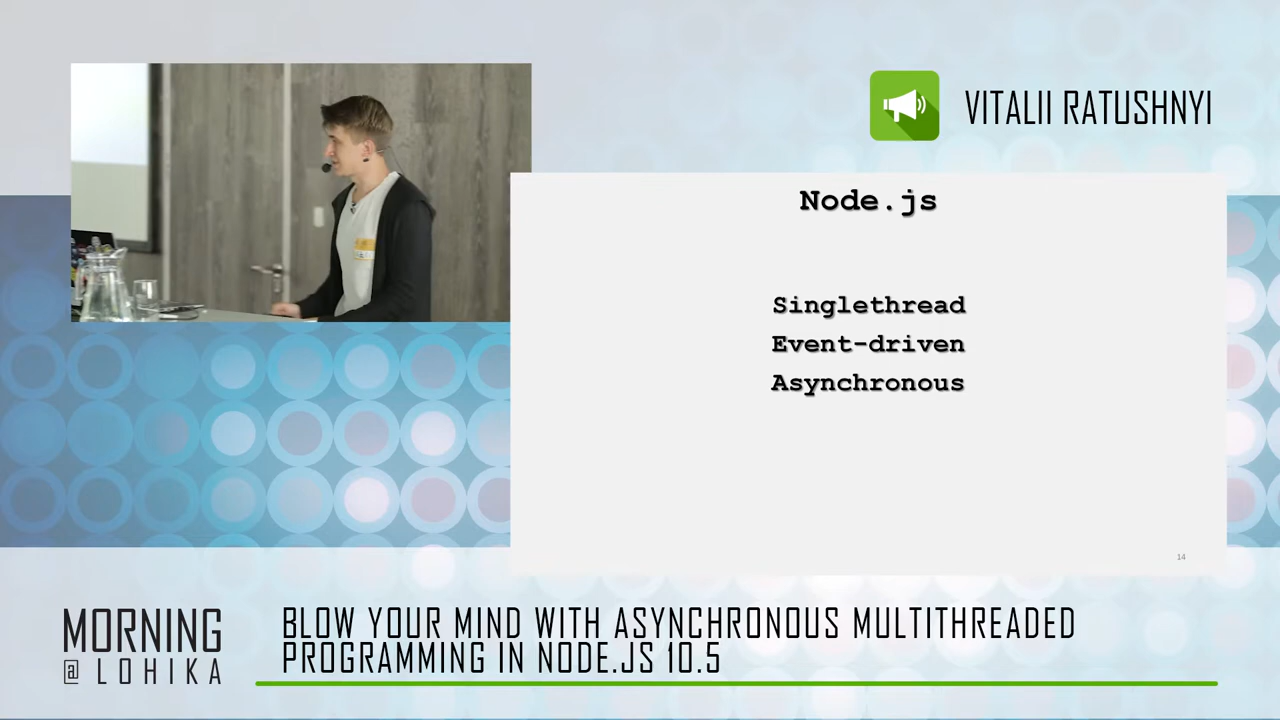 VITALII RATUSHNYI
Node.js
Singlethread
Event-driven
Asynchronous
14
MORNING
@ LOHIKA
BLOW YOUR MIND WITH ASYNCHRONOUS MULTITHREADED
PROGRAMMING IN NODE.JS 10.5